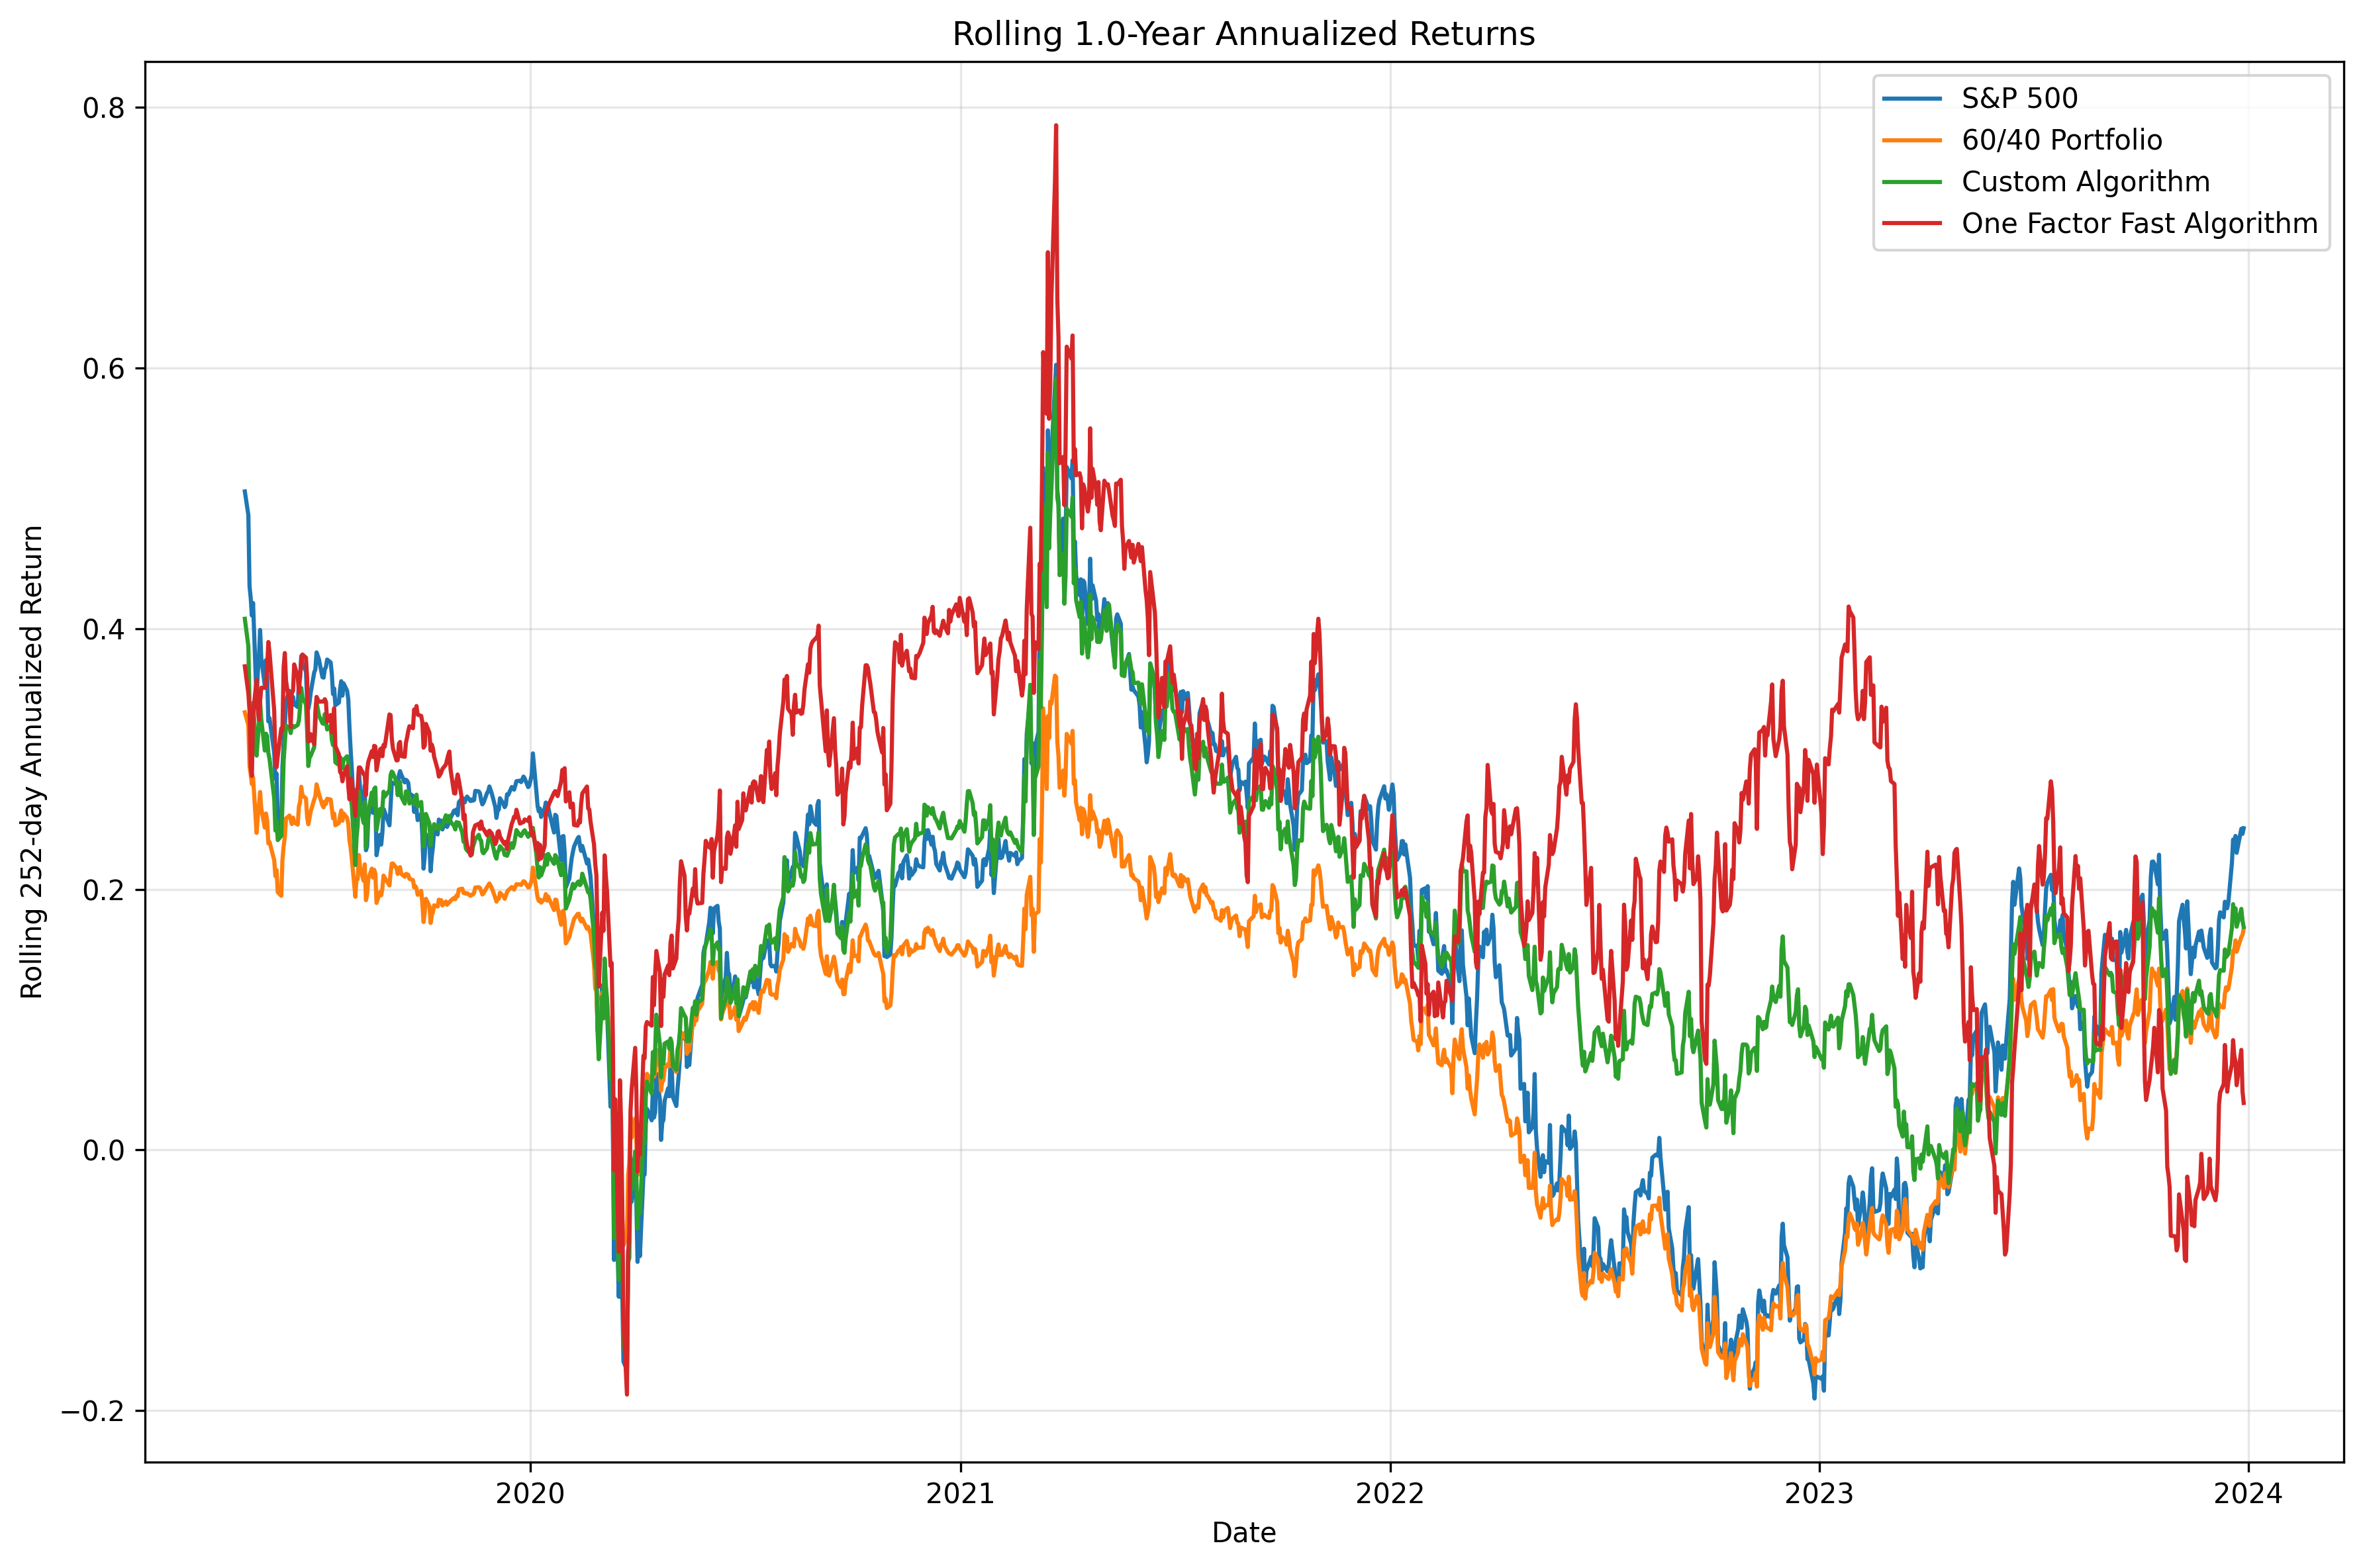 Rolling 1.0-Year Annualized Returns
S&P 500
60/40 Portfolio
Custom Algorithm
One Factor Fast Algorithm
Rolling 252-day Annualized Return
0.8
0.6
0.4
0.2
0.0
−0.2
2020
2021
2022
2023
2024
Date